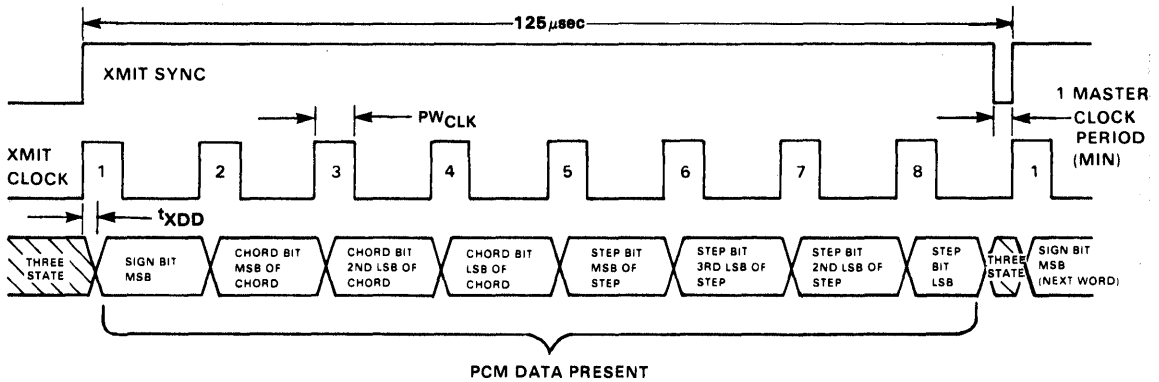 125μsec
XMIT SYNC
1 MASTER
CLOCK
PERIOD
(MIN)
PWCLK
XMIT
CLOCK
1
2
3
4
5
6
7
8
1
tXDD
THREE
STATE
SIGN BIT
MSB
CHORD BIT
MSB OF
CHORD
CHORD BIT
2ND LSB OF
CHORD
CHORD BIT
LSB OF
CHORD
STEP BIT
MSB OF
STEP
STEP BIT
3RD LSB OF
STEP
STEP BIT
2ND LSB OF
STEP
STEP
BIT
LSB
THREE
STATE
SIGN BIT
MSB
(NEXT WORD)
PCM DATA PRESENT